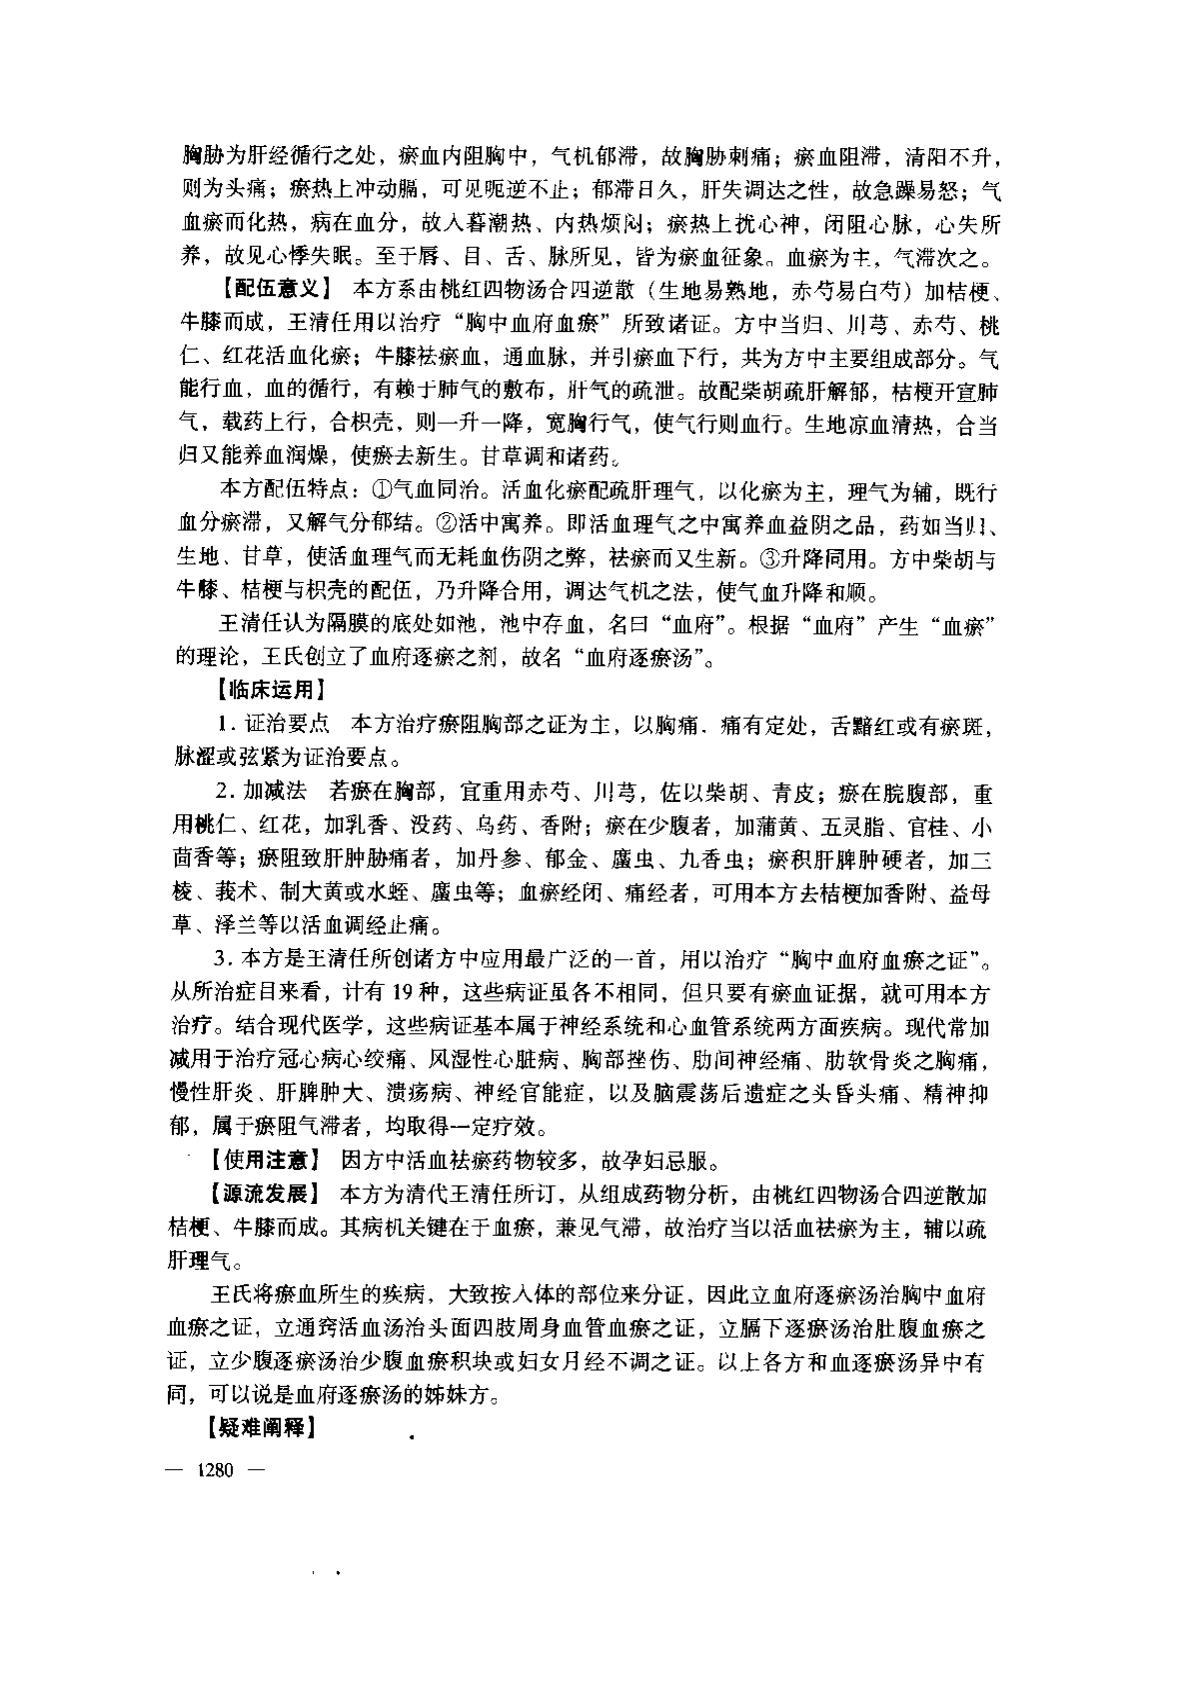 胸胁为肝经循行之处，瘀血内阻胸中，气机郁滞，故胸胁刺痛；瘀血阻滞，清阳不升，
则为头痛；瘀热上冲动膈，可见呃逆不止；郁滞日久，肝失调达之性，故急躁易怒；气
血瘀而化热，病在血分，故入暮潮热、内热烦闷；瘀热上扰心神，闭阻心脉，心失所
养，故见心悸失眠。至于唇、目、舌、脉所见，皆为瘀血征象。血瘀为主，气滞次之。
【配伍意义】 本方系由桃红四物汤合四逆散（生地易熟地，赤芍易白芍）加桔梗、
牛膝而成，王清任用以治疗“胸中血府血瘀”所致诸证。方中当归、川芎、赤芍、桃
仁、红花活血化瘀；牛膝祛瘀血，通血脉，并引瘀血下行，共为方中主要组成部分。气
能行血，血的循行，有赖于肺气的敷布，肝气的疏泄。故配柴胡疏肝解郁，桔梗开宣肺
气，载药上行，合枳壳，则一升一降，宽胸行气，使气行则血行。生地凉血清热，合当
归又能养血润燥，使瘀去新生。甘草调和诸药。
本方配伍特点：①气血同治。活血化瘀配疏肝理气，以化瘀为主，理气为辅，既行
血分瘀滞，又解气分郁结。②活中寓养。即活血理气之中寓养血益阴之品，药如当归、
生地、甘草，使活血理气而无耗血伤阴之弊，祛瘀而又生新。③升降同用。方中柴胡与
牛膝、桔梗与枳壳的配伍，乃升降合用，调达气机之法，使气血升降和顺。
王清任认为隔膜的底处如池，池中存血，名曰“血府”。根据“血府”产生“血瘀”
的理论，王氏创立了血府逐瘀之剂，故名“血府逐瘀汤”。
【临床运用】
1. 证治要点 本方治疗瘀阻胸部之证为主，以胸痛．痛有定处，舌黯红或有瘀斑，
脉涩或弦紧为证治要点。
2. 加减法 若瘀在胸部，宜重用赤芍、川芎，佐以柴胡、青皮；瘀在脘腹部，重
用桃仁、红花，加乳香、没药、乌药、香附；瘀在少腹者，加蒲黄、五灵脂、官桂、小
茴香等；瘀阻致肝肿胁痛者，加丹参、郁金、䗪虫、九香虫；瘀积肝脾肿硬者，加三
棱、莪术、制大黄或水蛭、䗪虫等；血瘀经闭、痛经者，可用本方去桔梗加香附、益母
草、泽兰等以活血调经止痛。
3. 本方是王清任所创诸方中应用最广泛的一首，用以治疗“胸中血府血瘀之证”。
从所治症目来看，计有 19 种，这些病证虽各不相同，但只要有瘀血证据，就可用本方
治疗。结合现代医学，这些病证基本属于神经系统和心血管系统两方面疾病。现代常加
减用于治疗冠心病心绞痛、风湿性心脏病、胸部挫伤、肋间神经痛、肋软骨炎之胸痛，
慢性肝炎、肝脾肿大、溃疡病、神经官能症，以及脑震荡后遗症之头昏头痛、精神抑
郁，属于瘀阻气滞者，均取得一定疗效。
【使用注意】 因方中活血祛瘀药物较多，故孕妇忌服。
【源流发展】 本方为清代王清任所订，从组成药物分析，由桃红四物汤合四逆散加
桔梗、牛膝而成。其病机关键在于血瘀，兼见气滞，故治疗当以活血祛瘀为主，辅以疏
肝理气。
王氏将瘀血所生的疾病，大致按人体的部位来分证，因此立血府逐瘀汤治胸中血府
血瘀之证，立通窍活血汤治头面四肢周身血管血瘀之证，立膈下逐瘀汤治肚腹血瘀之
证，立少腹逐瘀汤治少腹血瘀积块或妇女月经不调之证。以上各方和血逐瘀汤异中有
同，可以说是血府逐瘀汤的姊妹方。
【疑难阐释】
— 1280 —